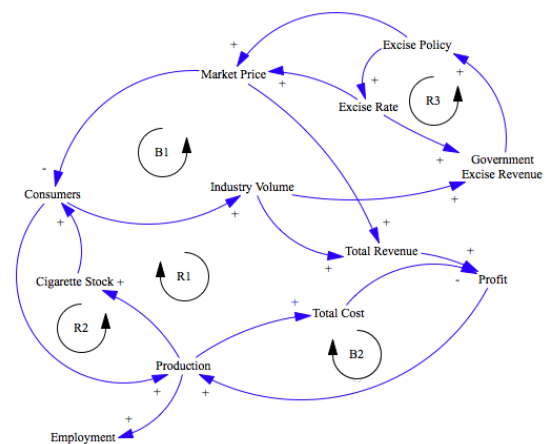 Excise Policy
+
+
Market Price
+
+
+
Excise Rate
R3
B1
+
Government
Excise Revenue
-
Consumers
Industry Volume
+
+
+
+
Total Revenue
+
+
R1
Cigarette Stock +
-
Profit
+
Total Cost
R2
B2
Production
+
+
+
Employment